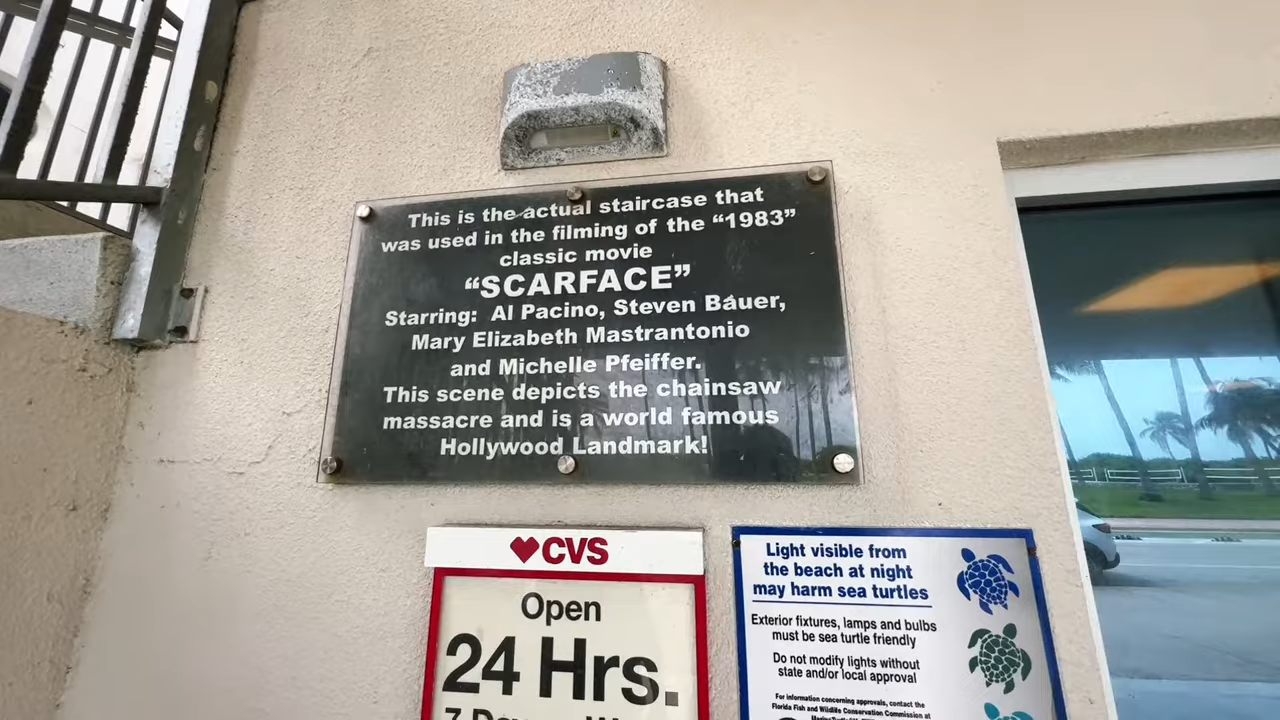 This is the actual staircase that
was used in the filming of the “1983”
classic movie
“SCARFACE”
Starring: Al Pacino, Steven Bauer,
Mary Elizabeth Mastrantonio
and Michelle Pfeiffer.
This scene depicts the chainsaw
massacre and is a world famous
Hollywood Landmark!
CVS
Open
24 Hrs.
Light visible from
the beach at night
may harm sea turtles
Exterior fixtures, lamps and bulbs
must be sea turtle friendly
Do not modify lights without
state and/or local approval
For information concerning approvals, contact the
Florida Fish and Wildlife Conservation Commission at